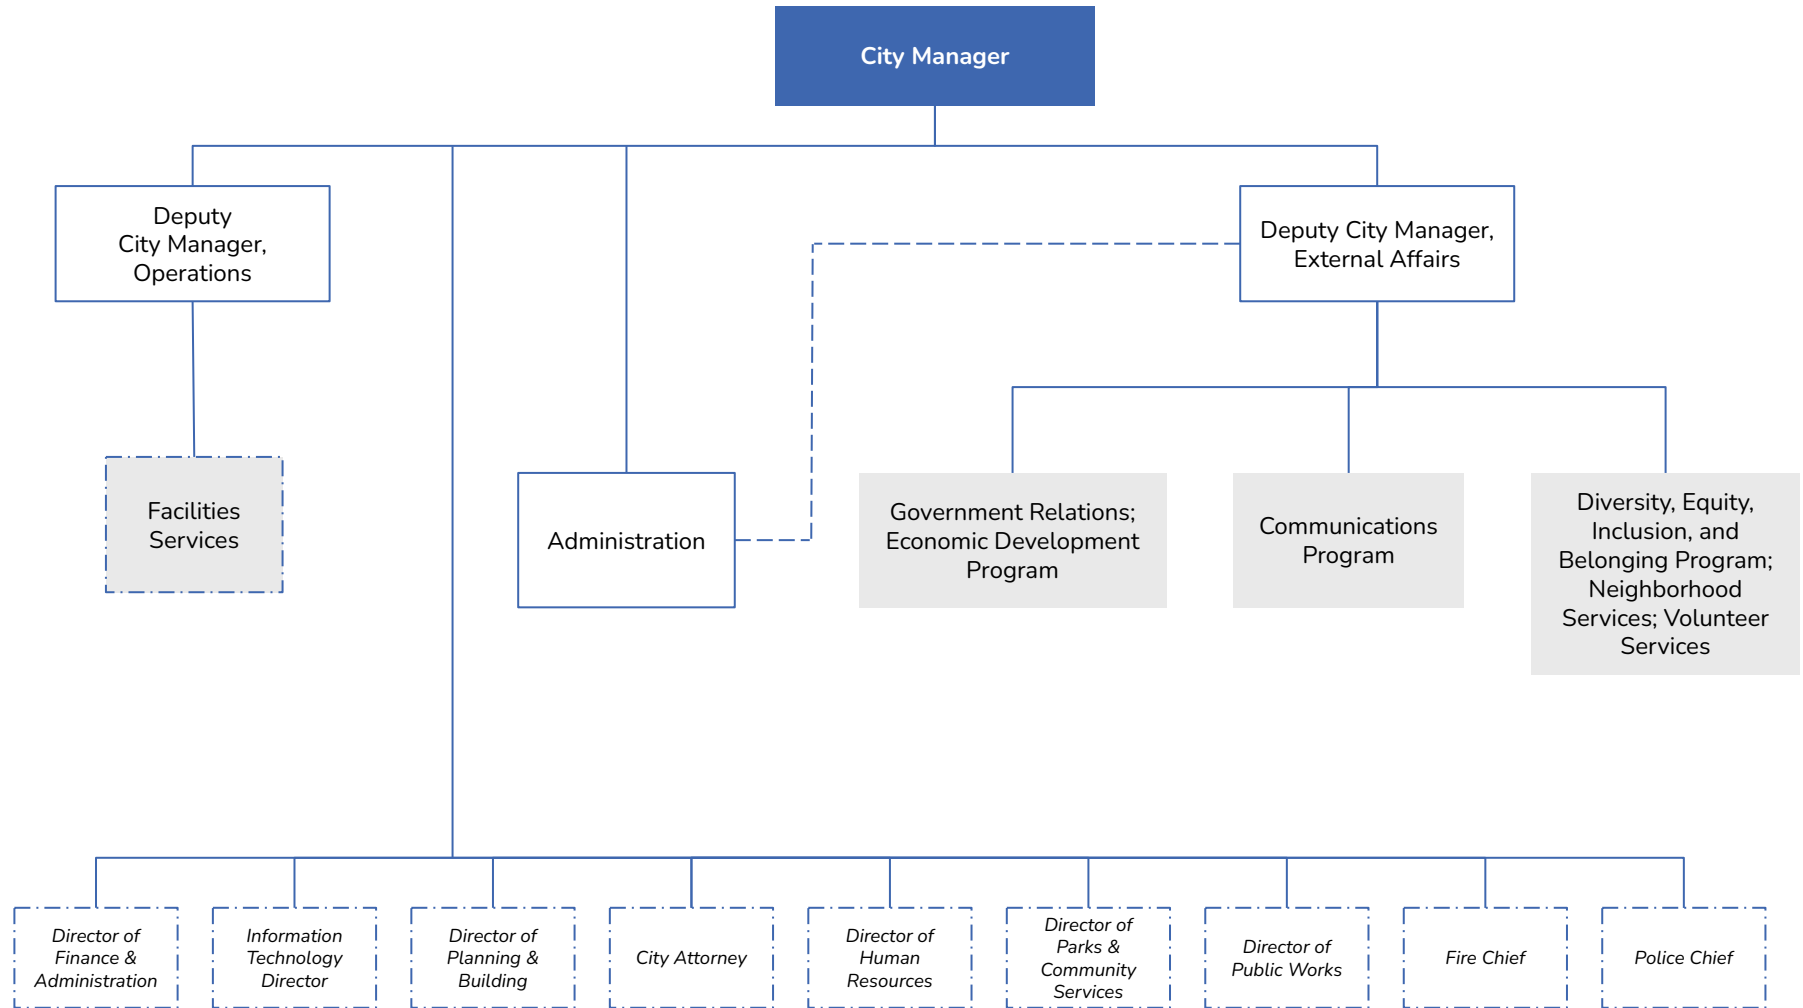 City Manager
Deputy
City Manager,
Operations
Deputy City Manager,
External Affairs
Facilities
Services
Administration
Government Relations;
Economic Development
Program
Communications
Program
Diversity, Equity,
Inclusion, and
Belonging Program;
Neighborhood
Services; Volunteer
Services
Director of
Finance &
Administration
Information
Technology
Director
Director of
Planning &
Building
City Attorney
Director of
Human
Resources
Director of
Parks &
Community
Services
Director of
Public Works
Fire Chief
Police Chief